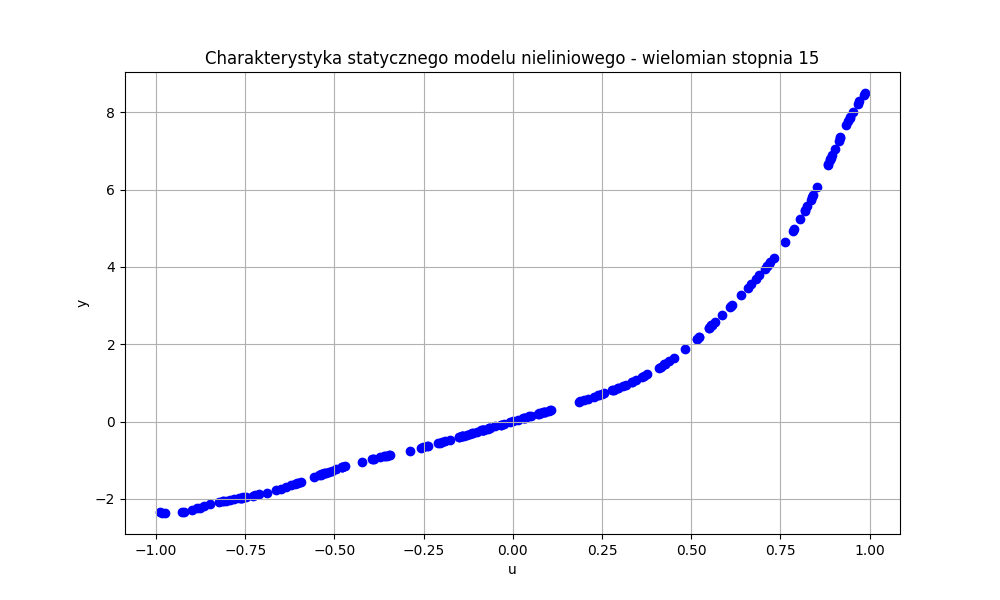 Charakterystyka statycznego modelu nieliniowego - wielomian stopnia 15
8
6
4
2
0
−2
y
−1.00 −0.75 −0.50 −0.25 0.00 0.25 0.50 0.75 1.00
u